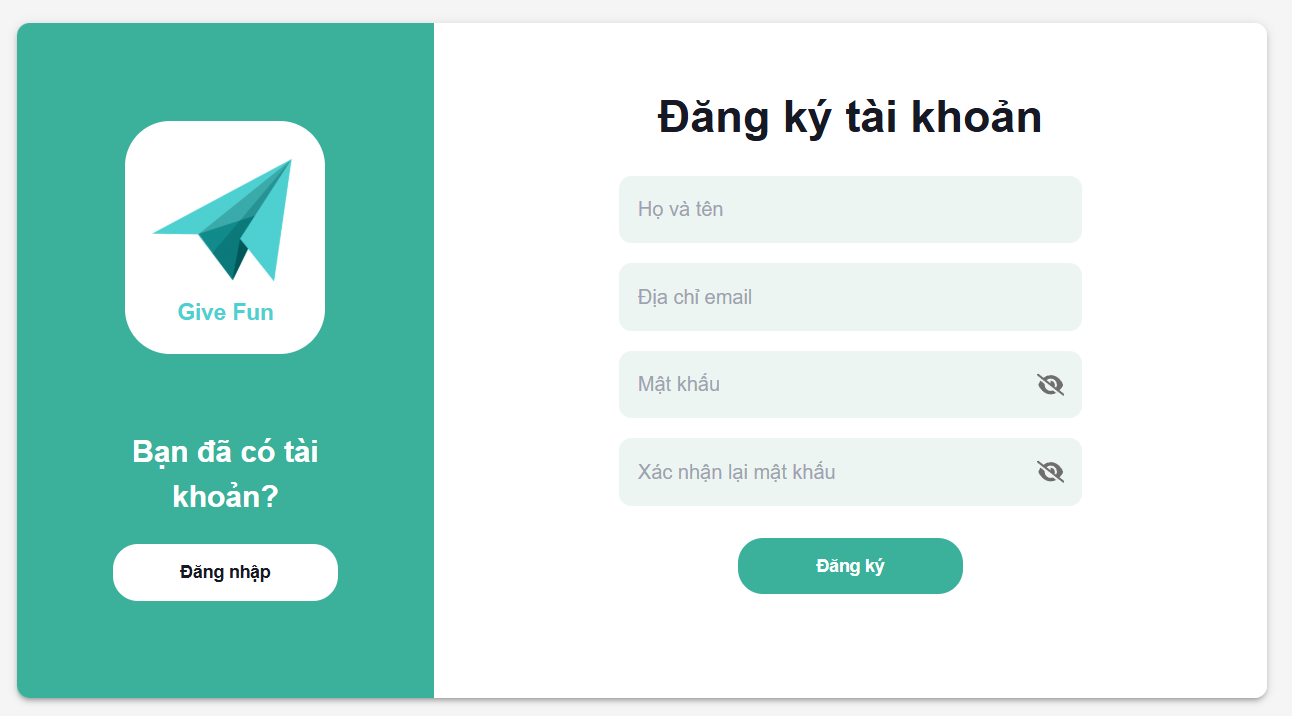 Give Fun
Bạn đã có tài
khoản?
Đăng nhập
Đăng ký tài khoản
Họ và tên
Địa chỉ email
Mật khẩu
Xác nhận lại mật khẩu
Đăng ký